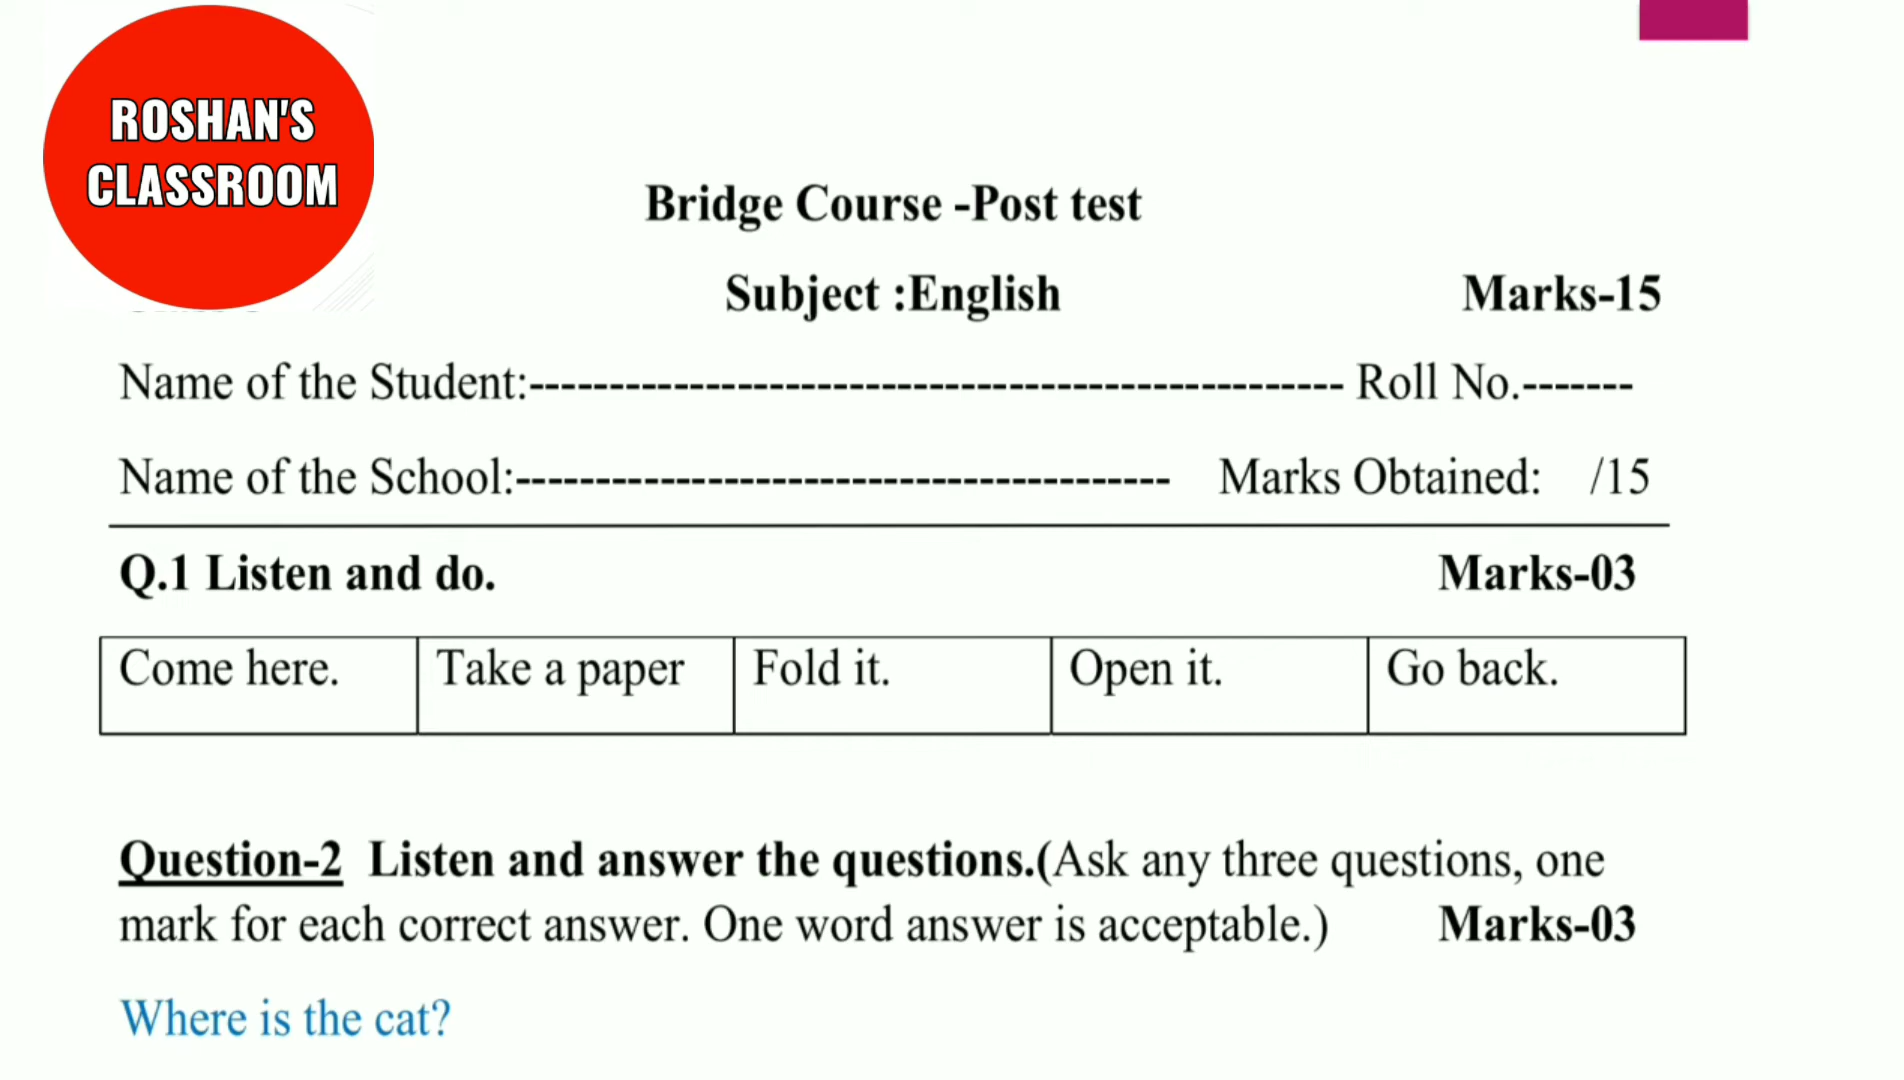 ROSHAN'S
CLASSROOM
Bridge Course -Post test
Subject :English Marks-15
Name of the Student:--------------------------------------------------- Roll No.-------
Name of the School:----------------------------------------- Marks Obtained: /15
Q.1 Listen and do. Marks-03
Come here. Take a paper Fold it. Open it. Go back.
Question-2 Listen and answer the questions.(Ask any three questions, one
mark for each correct answer. One word answer is acceptable.) Marks-03
Where is the cat?